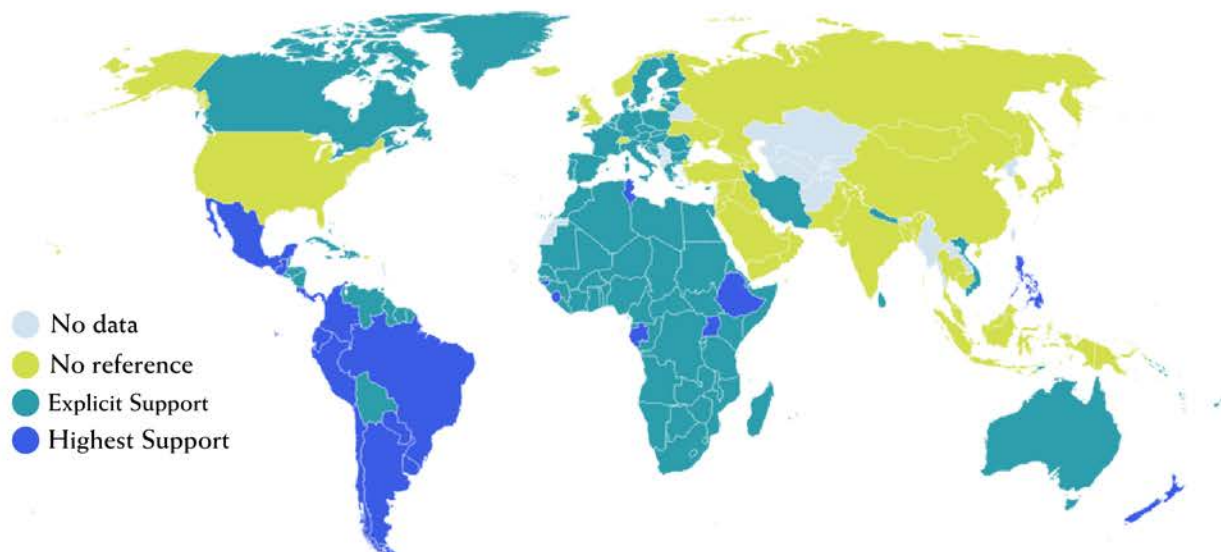 No data
No reference
Explicit Support
Highest Support